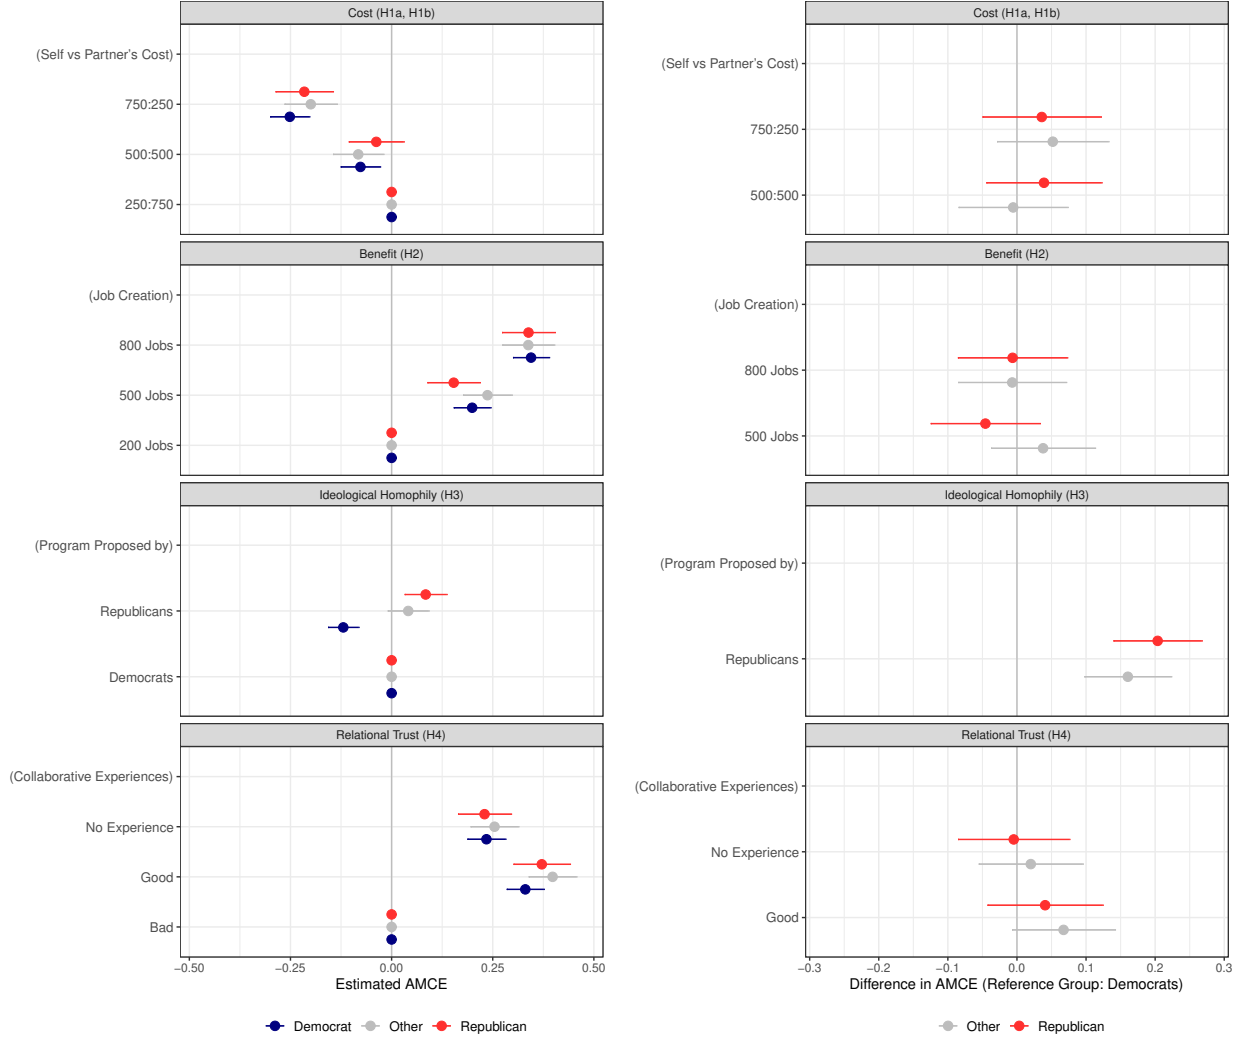 Cost (H1a, H1b)
(Self vs Partner's Cost)
750:250
500:500
250:750
Benefit (H2)
(Job Creation)
800 Jobs
500 Jobs
200 Jobs
Ideological Homophily (H3)
(Program Proposed by)
Republicans
Democrats
Relational Trust (H4)
(Collaborative Experiences)
No Experience
Good
Bad
−0.50 −0.25 0.00 0.25 0.50
Estimated AMCE
Democrat Other Republican
Cost (H1a, H1b)
(Self vs Partner's Cost)
750:250
500:500
Benefit (H2)
(Job Creation)
800 Jobs
500 Jobs
Ideological Homophily (H3)
(Program Proposed by)
Republicans
Relational Trust (H4)
(Collaborative Experiences)
No Experience
Good
−0.3 −0.2 −0.1 0.0 0.1 0.2 0.3
Difference in AMCE (Reference Group: Democrats)
Other Republican